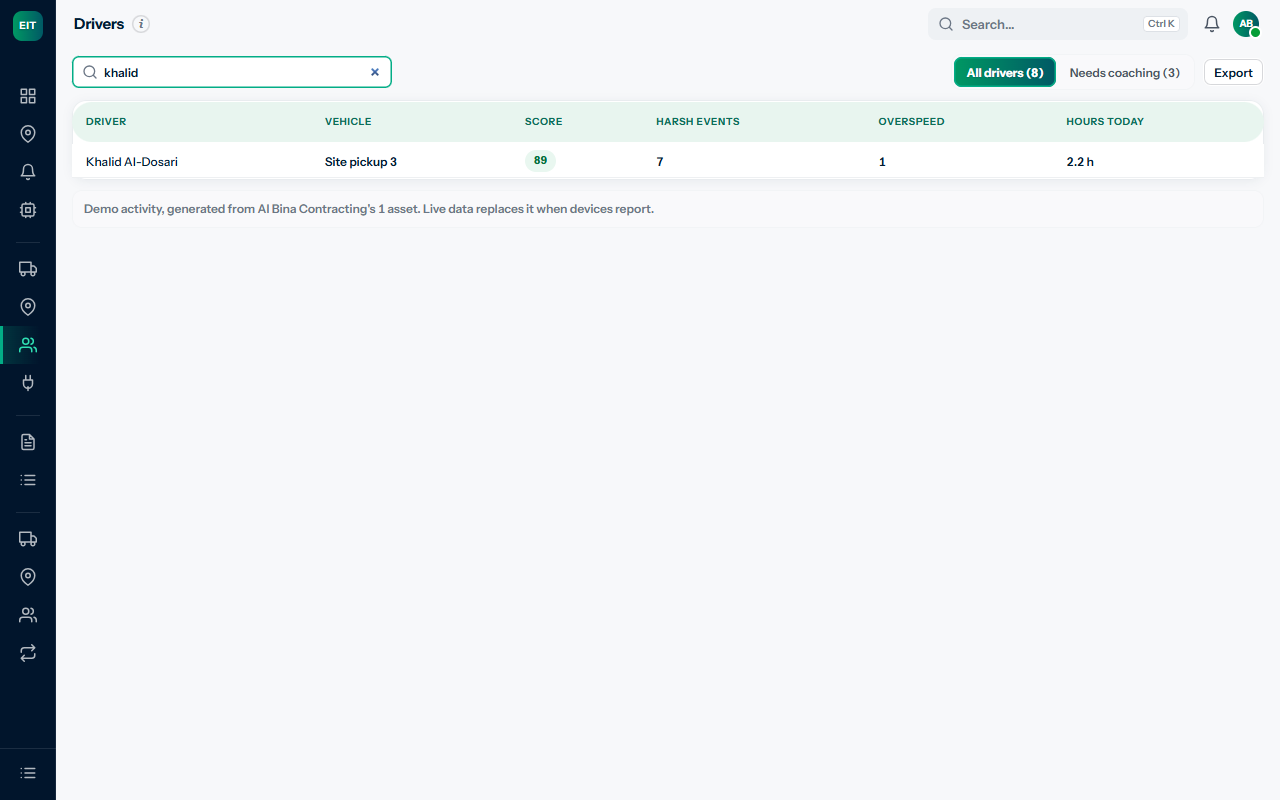 EIT
Drivers i
Search... Ctrl K
AB
khalid
All drivers (8) Needs coaching (3) Export
DRIVER VEHICLE SCORE HARSH EVENTS OVERSPEED HOURS TODAY
Khalid Al-Dosari Site pickup 3 89 7 1 2.2 h
Demo activity, generated from Al Bina Contracting's 1 asset. Live data replaces it when devices report.